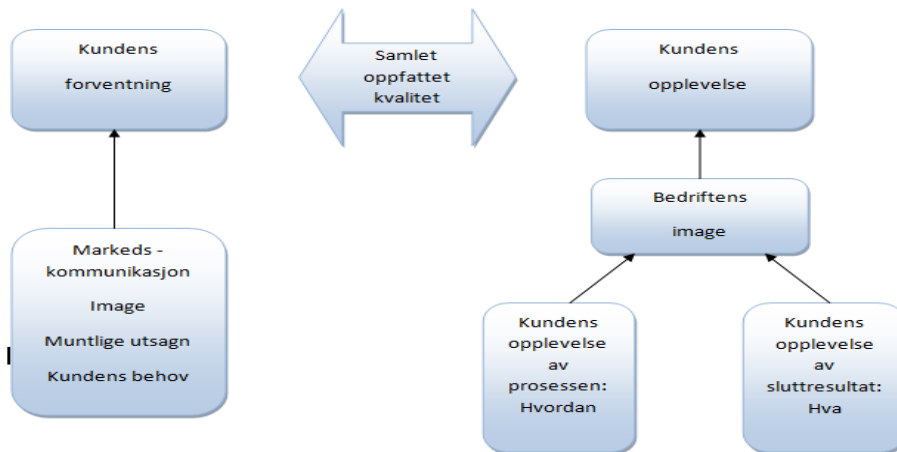 Kundens
forventning
Samlet
oppfattet
kvalitet
Kundens
opplevelse
Markeds -
kommunikasjon
Image
Muntlige utsagn
Kundens behov
Bedriftens
image
Kundens
opplevelse
av
prosessen:
Hvordan
Kundens
opplevelse
av
sluttresultat:
Hva